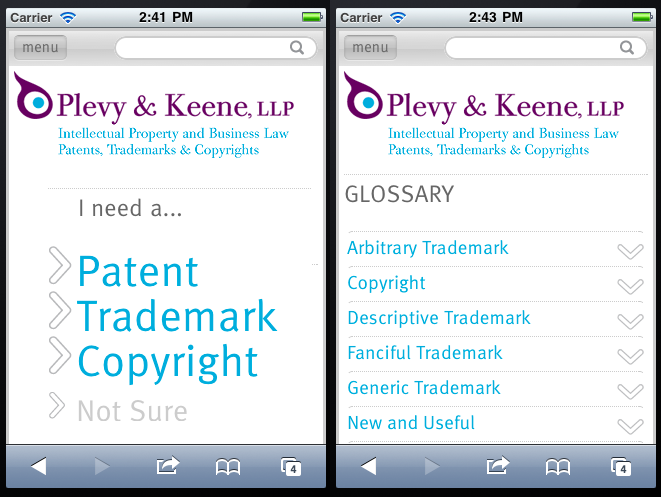 Carrier 2:41 PM
menu
Plevy & Keene, LLP
Intellectual Property and Business Law
Patents, Trademarks & Copyrights
I need a...
Patent
Trademark
Copyright
Not Sure
4
Carrier 2:43 PM
menu
Plevy & Keene, LLP
Intellectual Property and Business Law
Patents, Trademarks & Copyrights
GLOSSARY
Arbitrary Trademark
Copyright
Descriptive Trademark
Fanciful Trademark
Generic Trademark
New and Useful
4